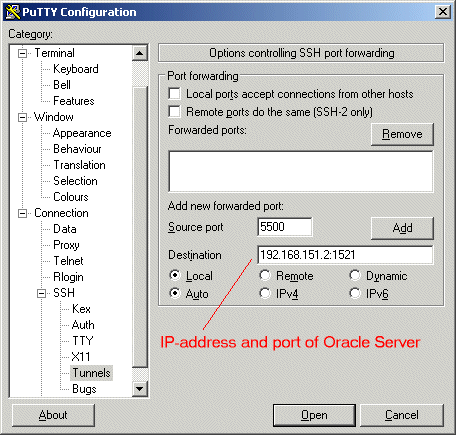 PuTTY Configuration
Category:
Terminal
Keyboard
Bell
Features
Window
Appearance
Behaviour
Translation
Selection
Colours
Connection
Data
Proxy
Telnet
Rlogin
SSH
Kex
Auth
TTY
X11
Tunnels
Bugs
Options controlling SSH port forwarding
Port forwarding
Local ports accept connections from other hosts
Remote ports do the same (SSH-2 only)
Forwarded ports:
Remove
Add new forwarded port:
Source port 5500 Add
Destination 192.168.151.2:1521
Local Remote Dynamic
Auto IPv4 IPv6
IP-address and port of Oracle Server
About Open Cancel